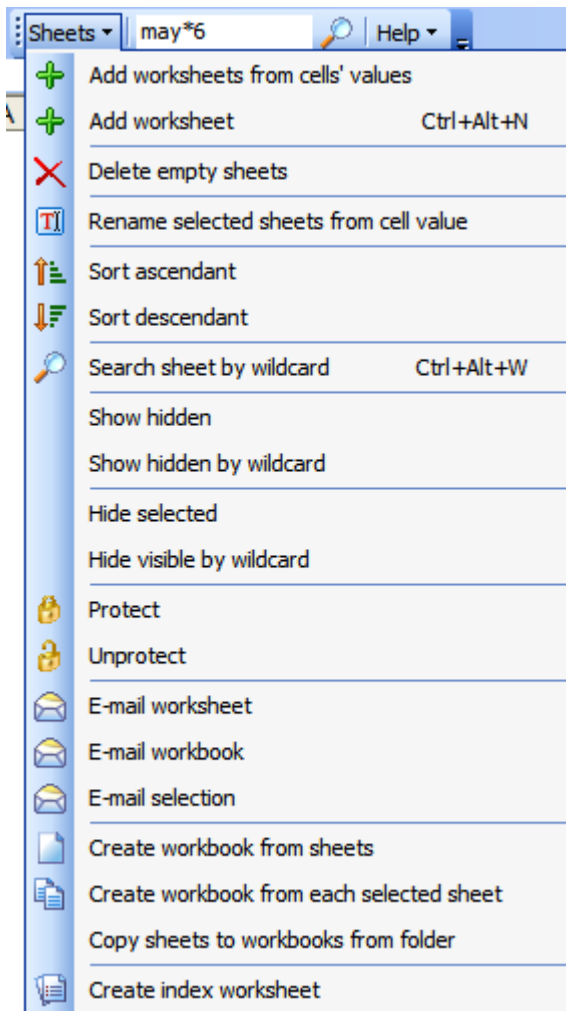 Sheets may*6 Help
A
Add worksheets from cells' values
Add worksheet Ctrl+Alt+N
Delete empty sheets
Rename selected sheets from cell value
Sort ascendant
Sort descendant
Search sheet by wildcard Ctrl+Alt+W
Show hidden
Show hidden by wildcard
Hide selected
Hide visible by wildcard
Protect
Unprotect
E-mail worksheet
E-mail workbook
E-mail selection
Create workbook from sheets
Create workbook from each selected sheet
Copy sheets to workbooks from folder
Create index worksheet